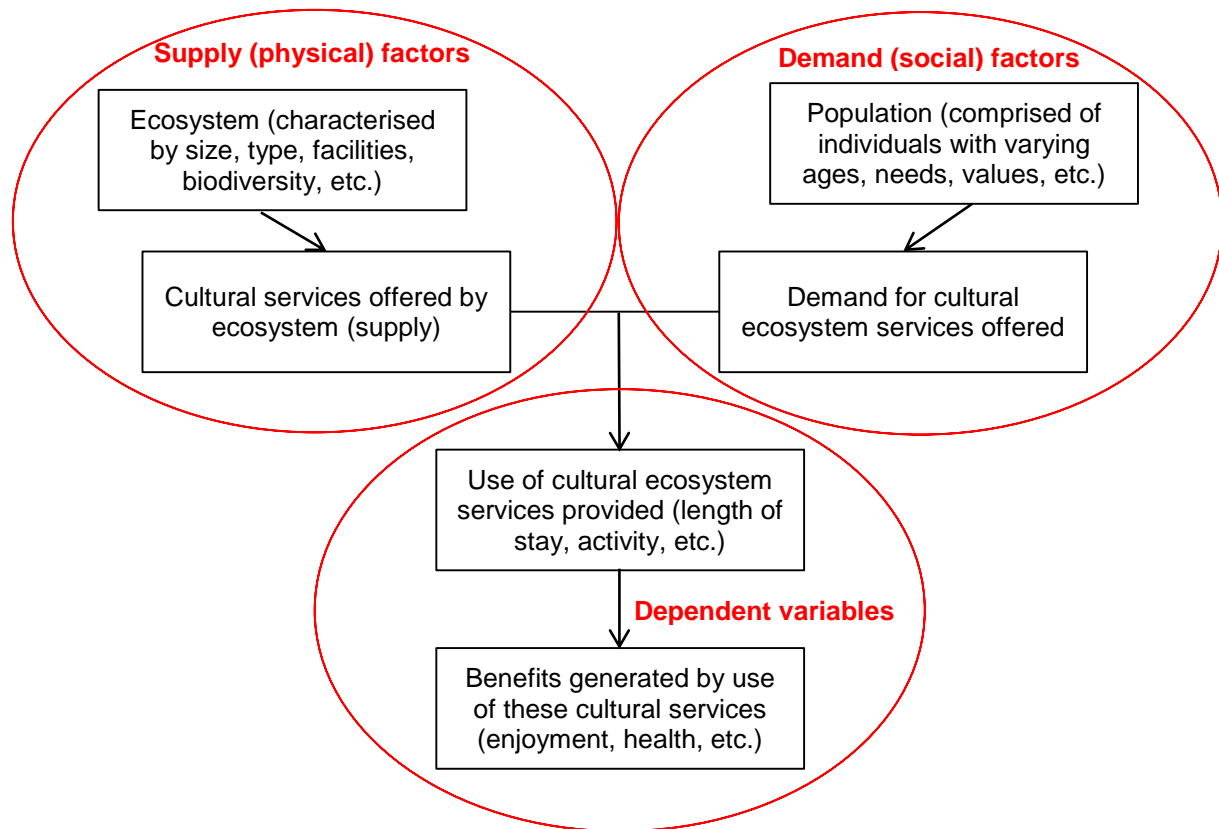 Supply (physical) factors
Ecosystem (characterised
by size, type, facilities,
biodiversity, etc.)
Cultural services offered by
ecosystem (supply)
Demand (social) factors
Population (comprised of
individuals with varying
ages, needs, values, etc.)
Demand for cultural
ecosystem services offered
Use of cultural ecosystem
services provided (length of
stay, activity, etc.)
Dependent variables
Benefits generated by use
of these cultural services
(enjoyment, health, etc.)